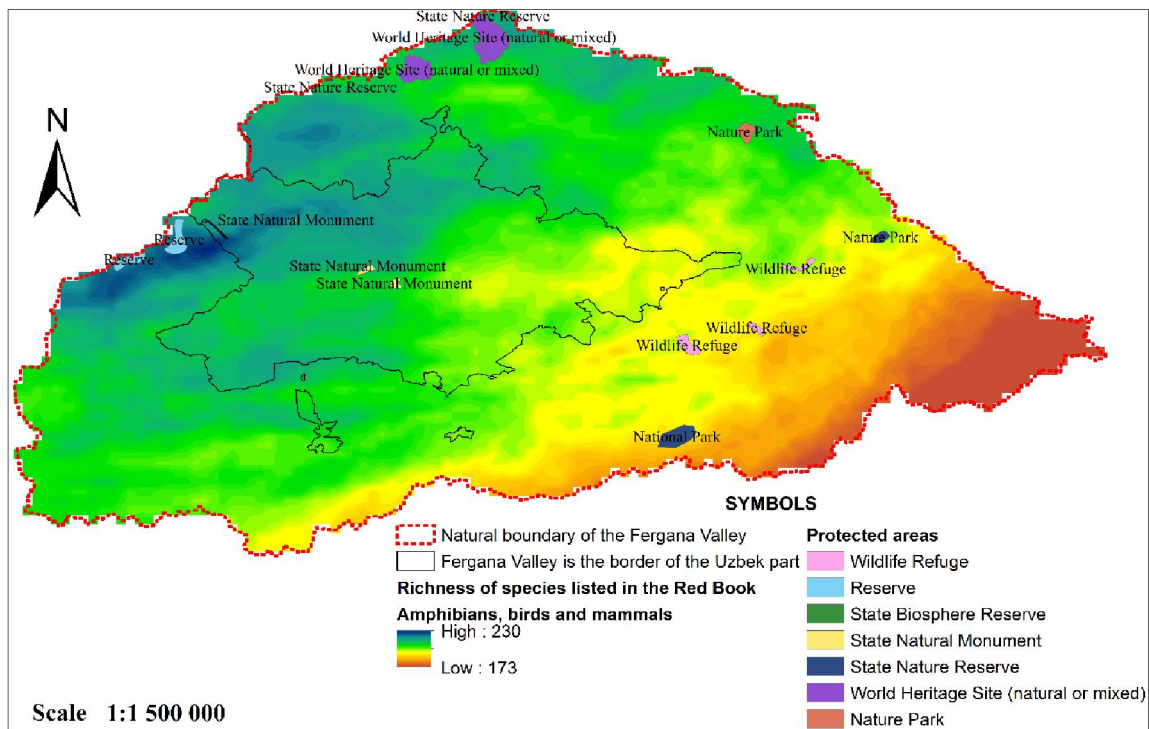 State Nature Reserve
World Heritage Site (natural or mixed)
World Heritage Site (natural or mixed)
State Nature Reserve
N
Nature Park
State Natural Monument
Reserve
Reserve
Nature Park
State Natural Monument
State Natural Monument
Wildlife Refuge
Wildlife Refuge
Wildlife Refuge
National Park
SYMBOLS
Natural boundary of the Fergana Valley
Fergana Valley is the border of the Uzbek part
Richness of species listed in the Red Book
Amphibians, birds and mammals
High : 230
Low : 173
Protected areas
Wildlife Refuge
Reserve
State Biosphere Reserve
State Natural Monument
State Nature Reserve
World Heritage Site (natural or mixed)
Nature Park
Scale 1:1 500 000